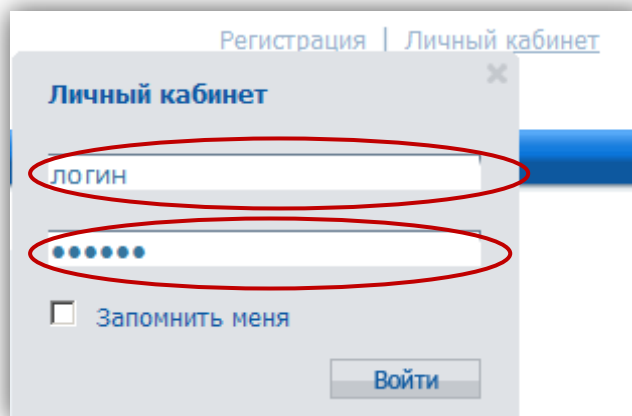 Регистрация | Личный кабинет
Личный кабинет
логин
●●●●●●
Запомнить меня
Войти